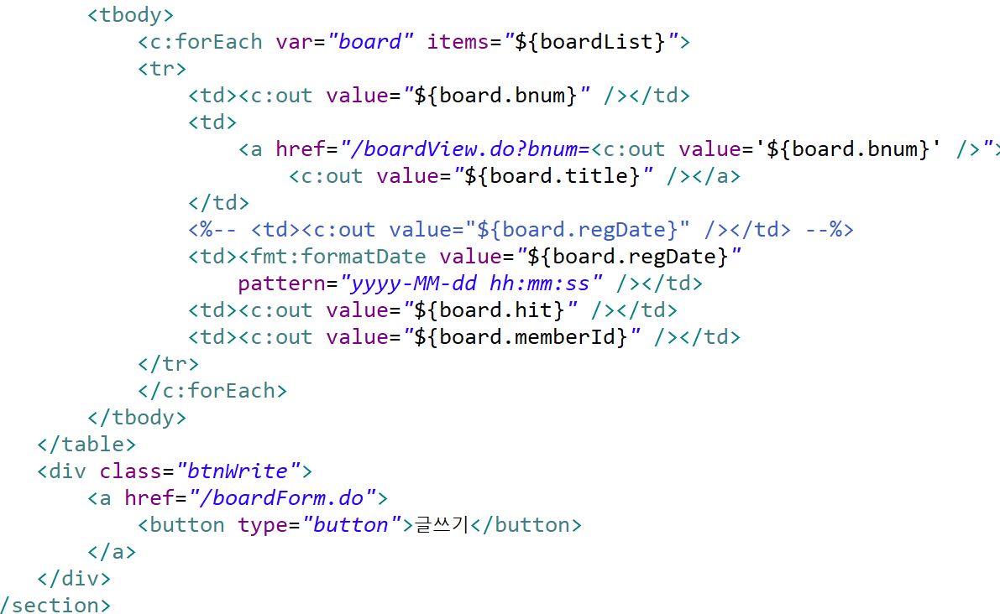 <tbody>
<c:forEach var="board" items="${boardList}">
<tr>
<td><c:out value="${board.bnum}" /></td>
<td>
<a href="/boardView.do?bnum=<c:out value='${board.bnum}' />">
<c:out value="${board.title}" /></a>
</td>
<%-- <td><c:out value="${board.regDate}" /></td> --%>
<td><fmt:formatDate value="${board.regDate}"
pattern="yyyy-MM-dd hh:mm:ss" /></td>
<td><c:out value="${board.hit}" /></td>
<td><c:out value="${board.memberId}" /></td>
</tr>
</c:forEach>
</tbody>
</table>
<div class="btnWrite">
<a href="/boardForm.do">
<button type="button">글쓰기</button>
</a>
</div>
/section>